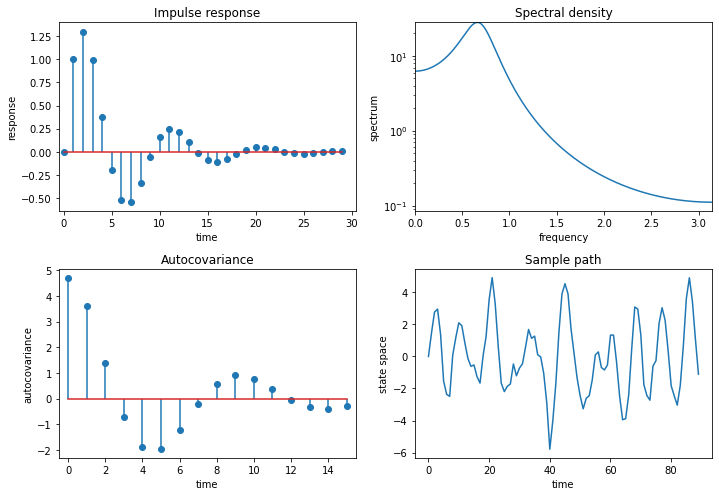 Impulse response
1.25
1.00
0.75
0.50
0.25
0.00
−0.25
−0.50
response
0 5 10 15 20 25 30
time
Spectral density
10^1
10^0
10^−1
spectrum
0.0 0.5 1.0 1.5 2.0 2.5 3.0
frequency
Autocovariance
5
4
3
2
1
0
−1
−2
autocovariance
0 2 4 6 8 10 12 14
time
Sample path
4
2
0
−2
−4
−6
state space
0 20 40 60 80
time